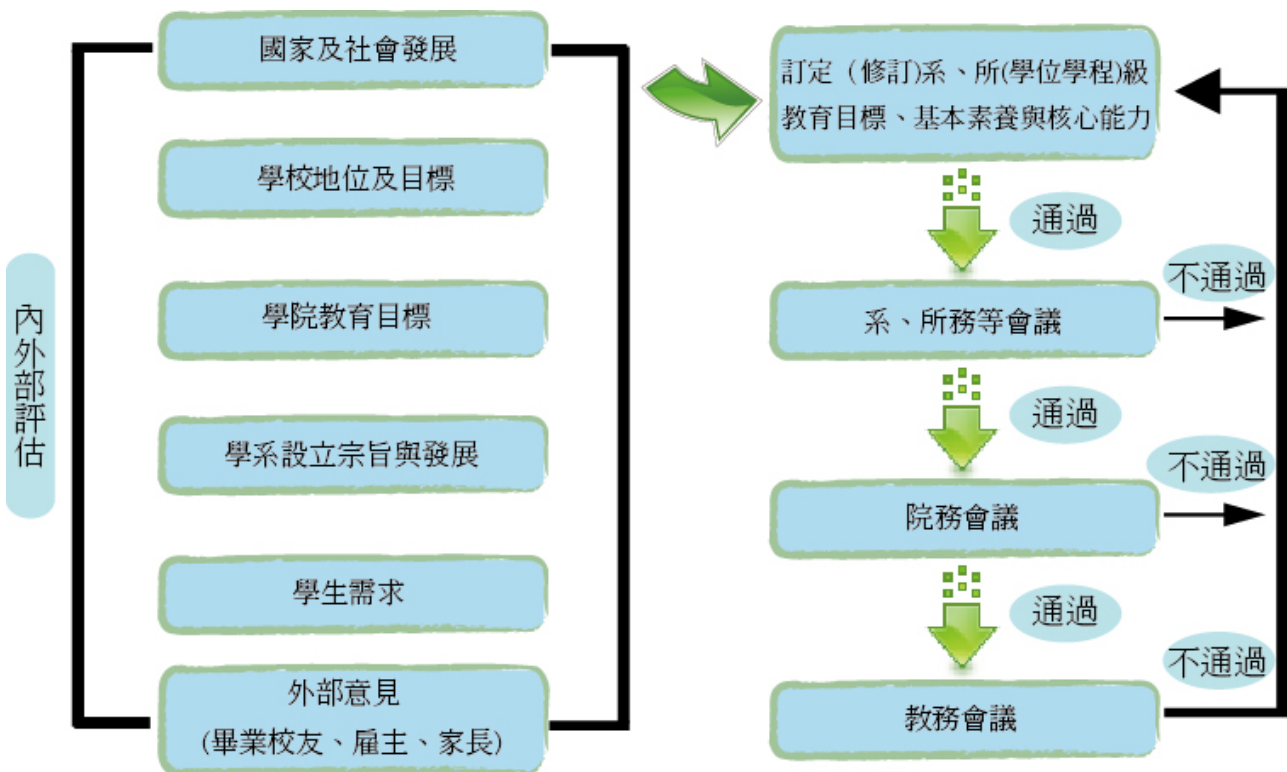 內外部評估
國家及社會發展
學校地位及目標
學院教育目標
學系設立宗旨與發展
學生需求
外部意見
(畢業校友、雇主、家長)
訂定（修訂)系、所(學位學程)級
教育目標、基本素養與核心能力
通過
系、所務等會議
不通過
通過
院務會議
不通過
通過
教務會議
不通過